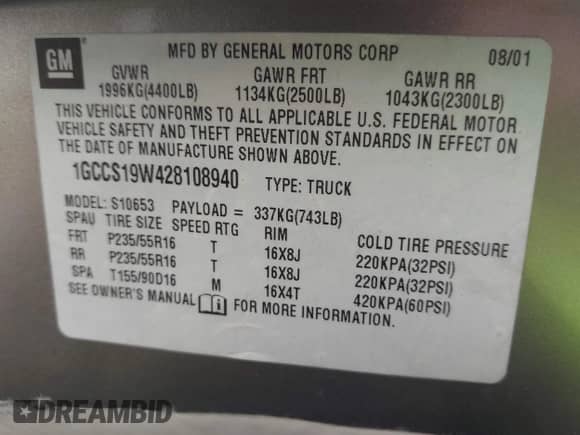 GM
MFD BY GENERAL MOTORS CORP 08/01
GVWR GAWR FRT GAWR RR
1996KG(4400LB) 1134KG(2500LB) 1043KG(2300LB)
THIS VEHICLE CONFORMS TO ALL APPLICABLE U.S. FEDERAL MOTOR
VEHICLE SAFETY AND THEFT PREVENTION STANDARDS IN EFFECT ON
THE DATE OF MANUFACTURE SHOWN ABOVE.
1GCCS19W428108940 TYPE: TRUCK
MODEL: S10653 PAYLOAD = 337KG(743LB)
SPAU TIRE SIZE SPEED RTG RIM COLD TIRE PRESSURE
FRT P235/55R16 T 16X8J 220KPA(32PSI)
RR P235/55R16 T 16X8J 220KPA(32PSI)
SPA T155/90D16 M 16X4T 420KPA(60PSI)
SEE OWNER'S MANUAL FOR MORE INFORMATION.
DREAMBID